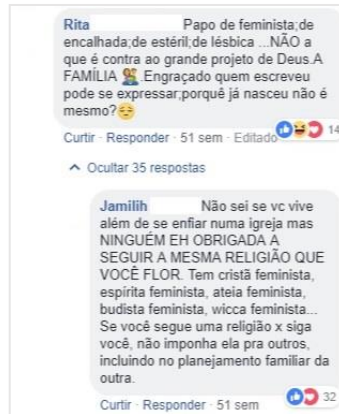 Rita Papo de feminista;de
encalhada;de estéril;de lésbica ...NÃO a
que é contra ao grande projeto de Deus.A
FAMÍLIA 👨‍👩‍👧‍👦.Engraçado quem escreveu
pode se expressar;porquê já nasceu não é
mesmo?😌
Curtir · Responder · 51 sem · Editado 14
Ocultar 35 respostas
Jamilih Não sei se vc vive
além de se enfiar numa igreja mas
NINGUÉM EH OBRIGADA A
SEGUIR A MESMA RELIGIÃO QUE
VOCÊ FLOR. Tem cristã feminista,
espírita feminista, ateia feminista,
budista feminista, wicca feminista...
Se você segue uma religião x siga
você, não imponha ela pra outros,
incluindo no planejamento familiar da
outra.
Curtir · Responder · 51 sem 32